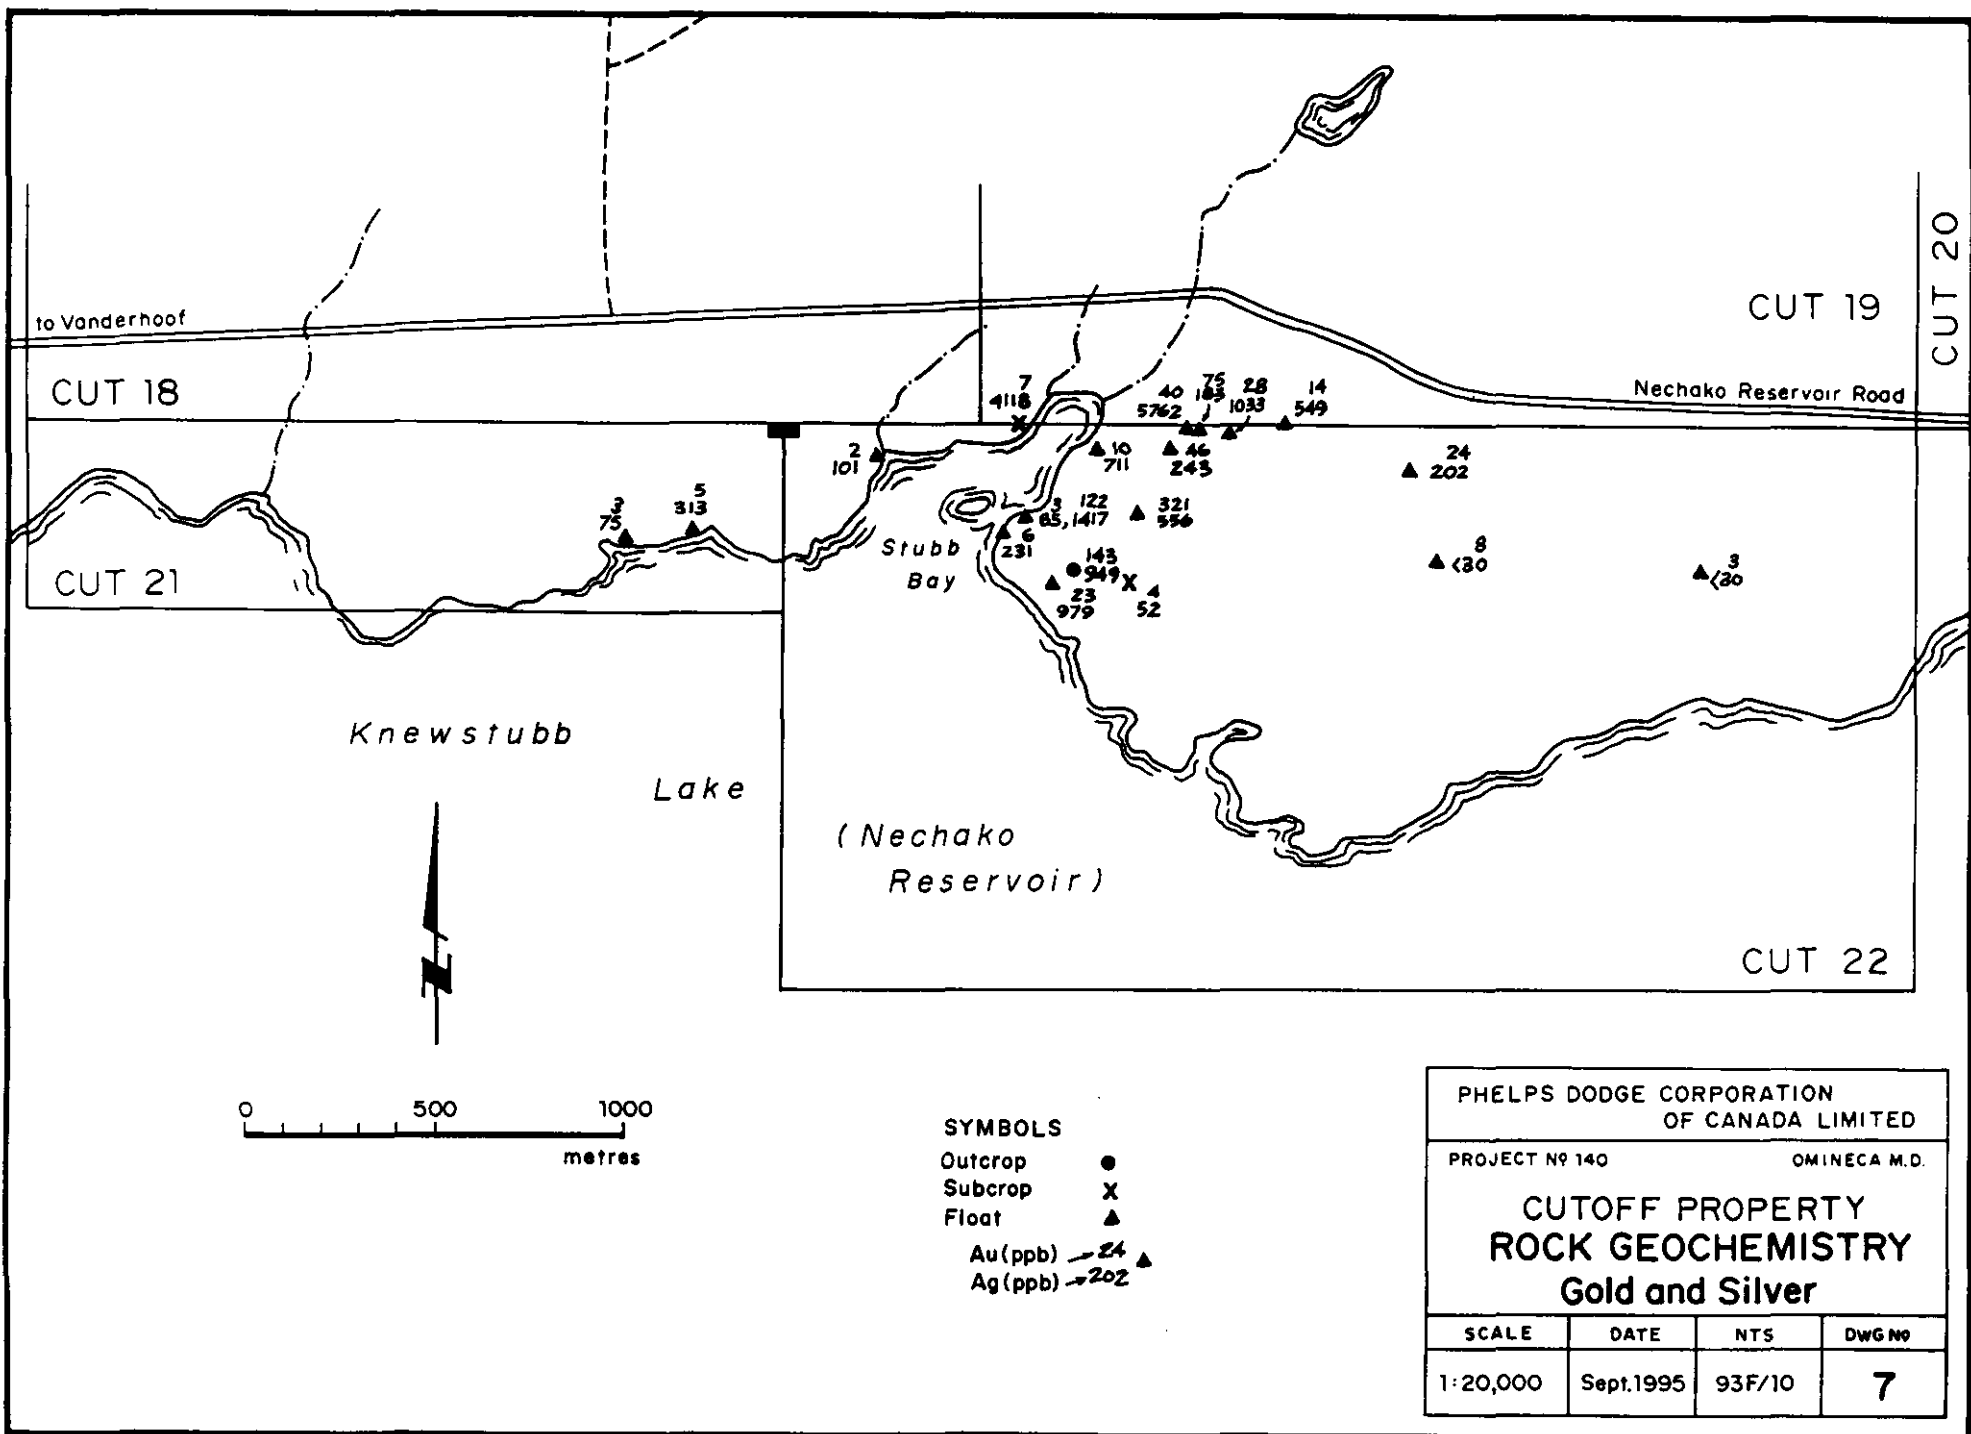 to Vanderhoof
CUT 18
CUT 19
CUT 20
Nechako Reservoir Road
7
4118
40
5762
75
183
28
1033
14
549
2
101
10
711
46
243
24
202
3
75
5
313
3 122
85, 1417
321
556
6
231
Stubb
Bay
143
949
8
<30
3
<30
CUT 21
23
979
4
52
Knewstubb
Lake
(Nechako
Reservoir)
CUT 22
N
0 500 1000
metres
SYMBOLS
Outcrop
Subcrop X
Float
Au(ppb) → 24
Ag(ppb) → 202
PHELPS DODGE CORPORATION
OF CANADA LIMITED
PROJECT Nº 140 OMINECA M.D.
CUTOFF PROPERTY
ROCK GEOCHEMISTRY
Gold and Silver
SCALE DATE NTS DWG Nº
1:20,000 Sept.1995 93F/10 7